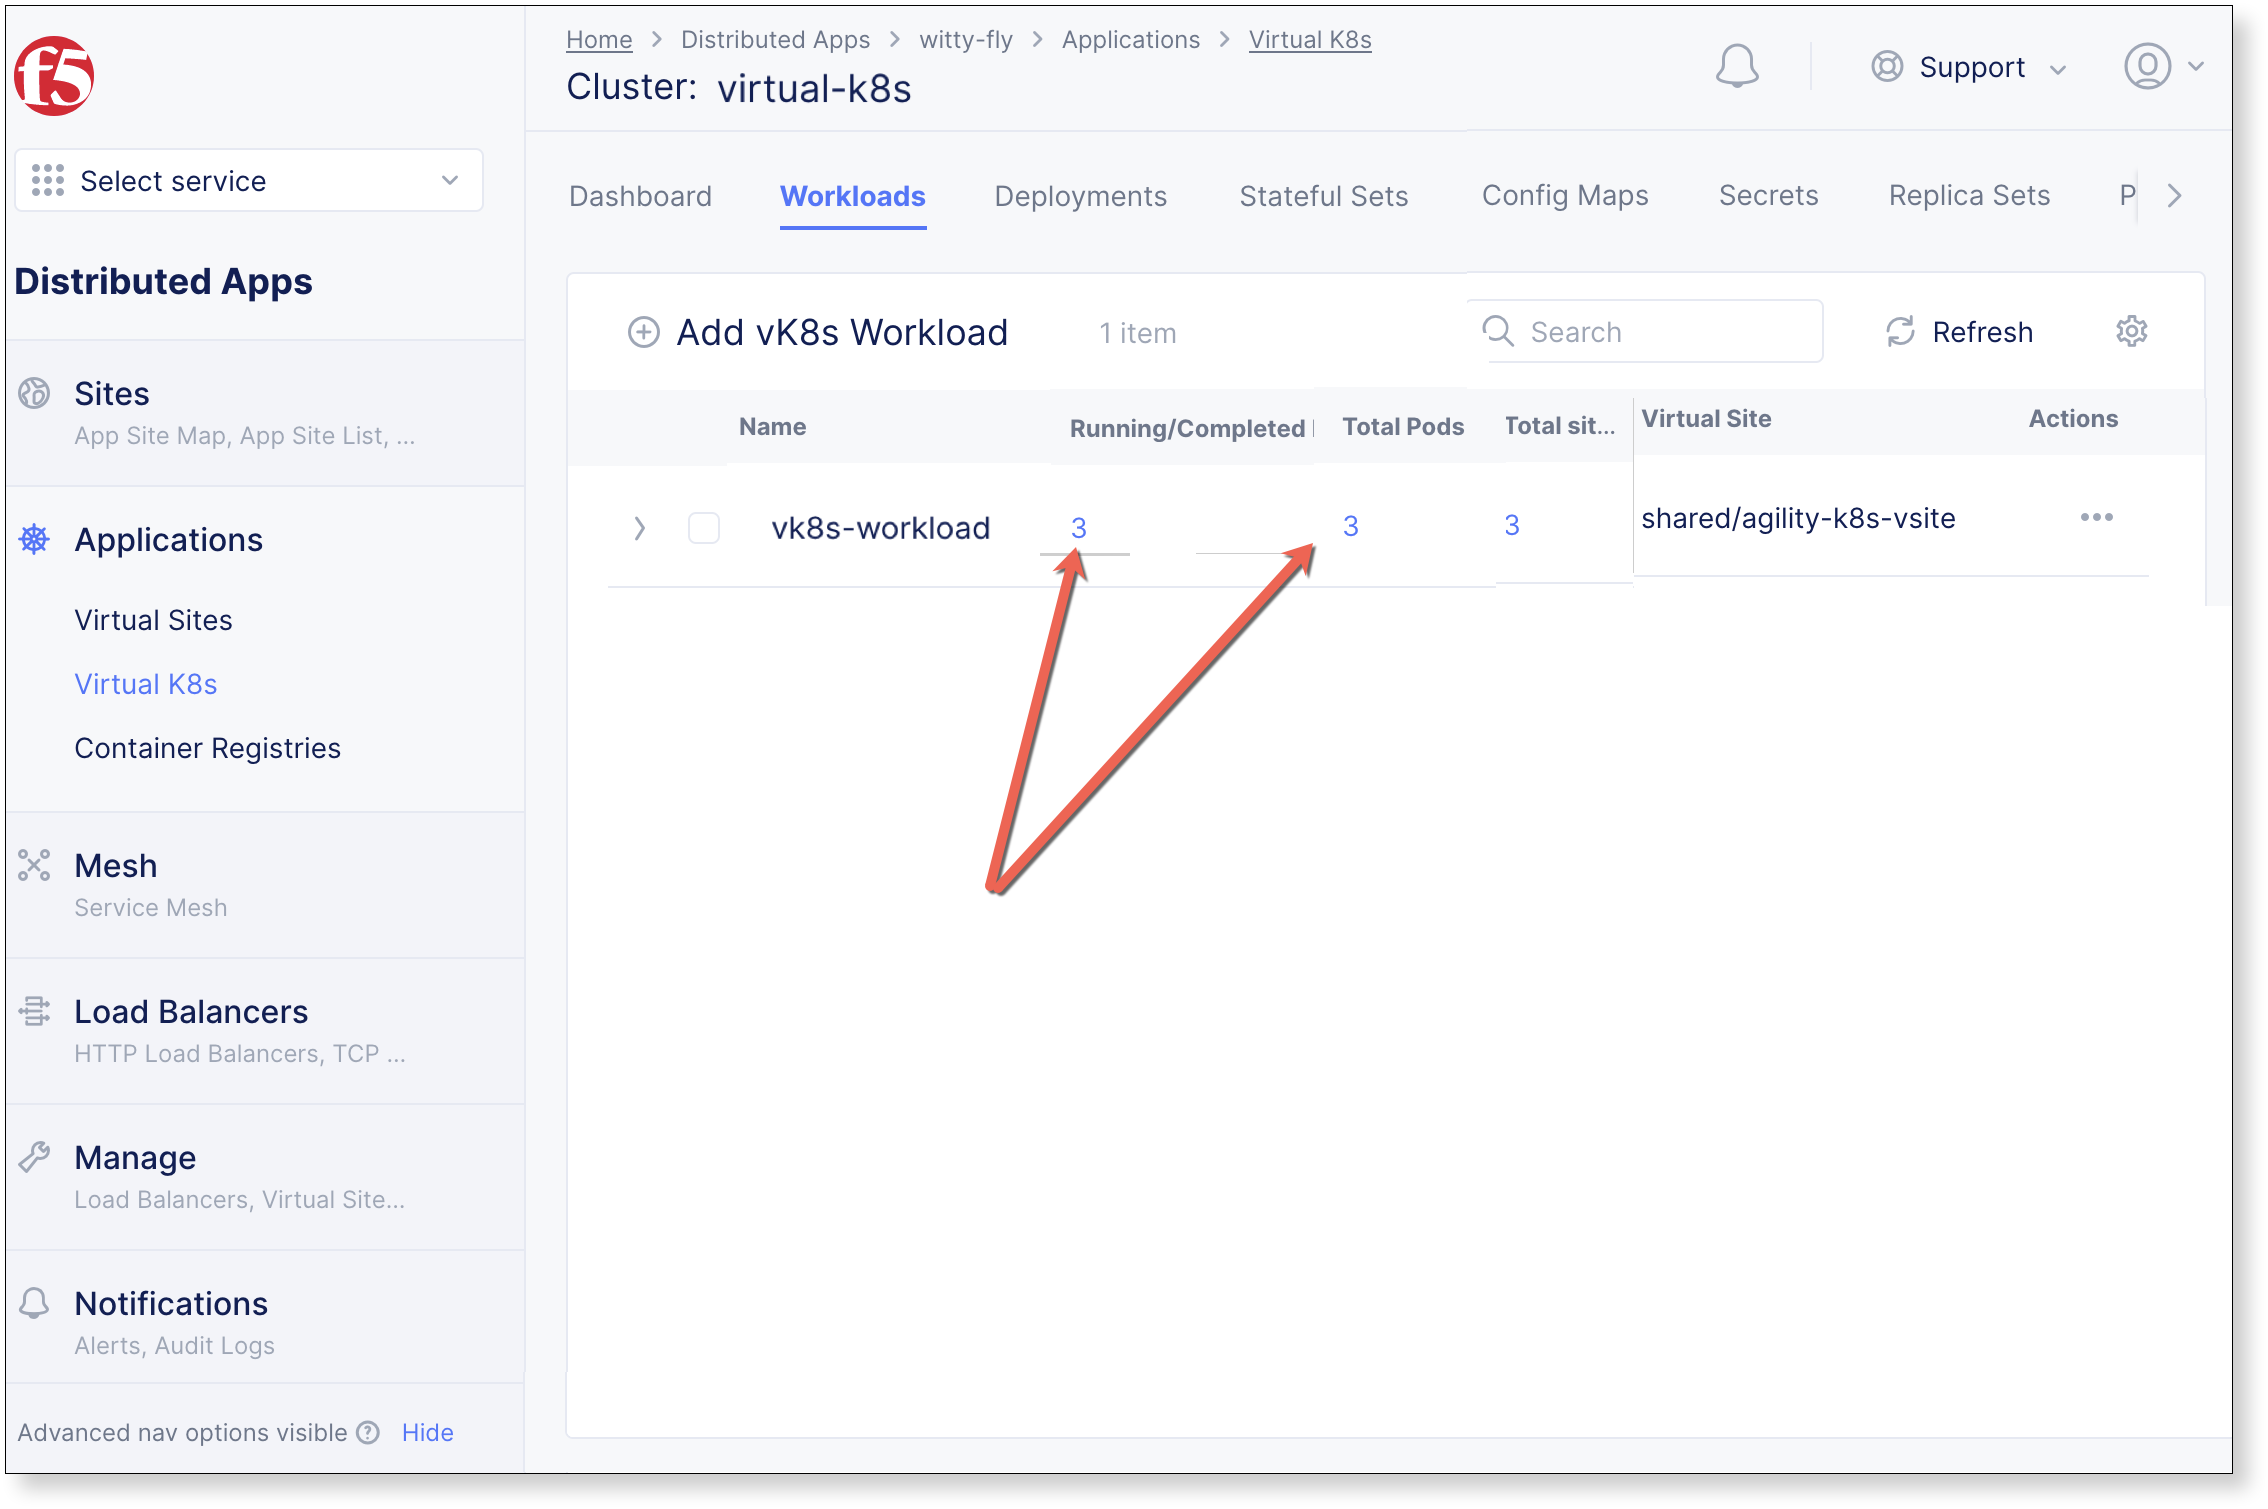 f5
Select service
Distributed Apps
Sites
App Site Map, App Site List, ...
Applications
Virtual Sites
Virtual K8s
Container Registries
Mesh
Service Mesh
Load Balancers
HTTP Load Balancers, TCP ...
Manage
Load Balancers, Virtual Site...
Notifications
Alerts, Audit Logs
Advanced nav options visible ? Hide
Home > Distributed Apps > witty-fly > Applications > Virtual K8s
Cluster: virtual-k8s
Support
Dashboard Workloads Deployments Stateful Sets Config Maps Secrets Replica Sets P
Add vK8s Workload 1 item Search Refresh
Name Running/Completed Total Pods Total sit... Virtual Site Actions
vk8s-workload 3 3 3 shared/agility-k8s-vsite